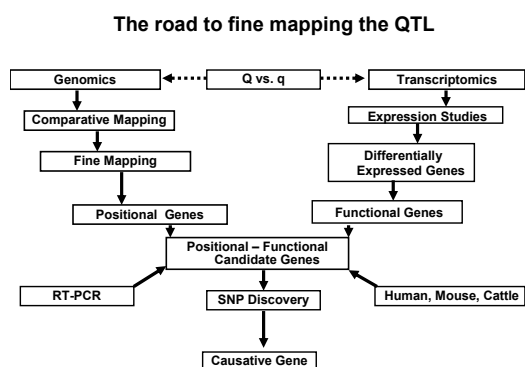 The road to fine mapping the QTL
Genomics
Q vs. q
Transcriptomics
Comparative Mapping
Expression Studies
Fine Mapping
Differentially
Expressed Genes
Positional Genes
Functional Genes
Positional – Functional
Candidate Genes
RT-PCR
SNP Discovery
Human, Mouse, Cattle
Causative Gene